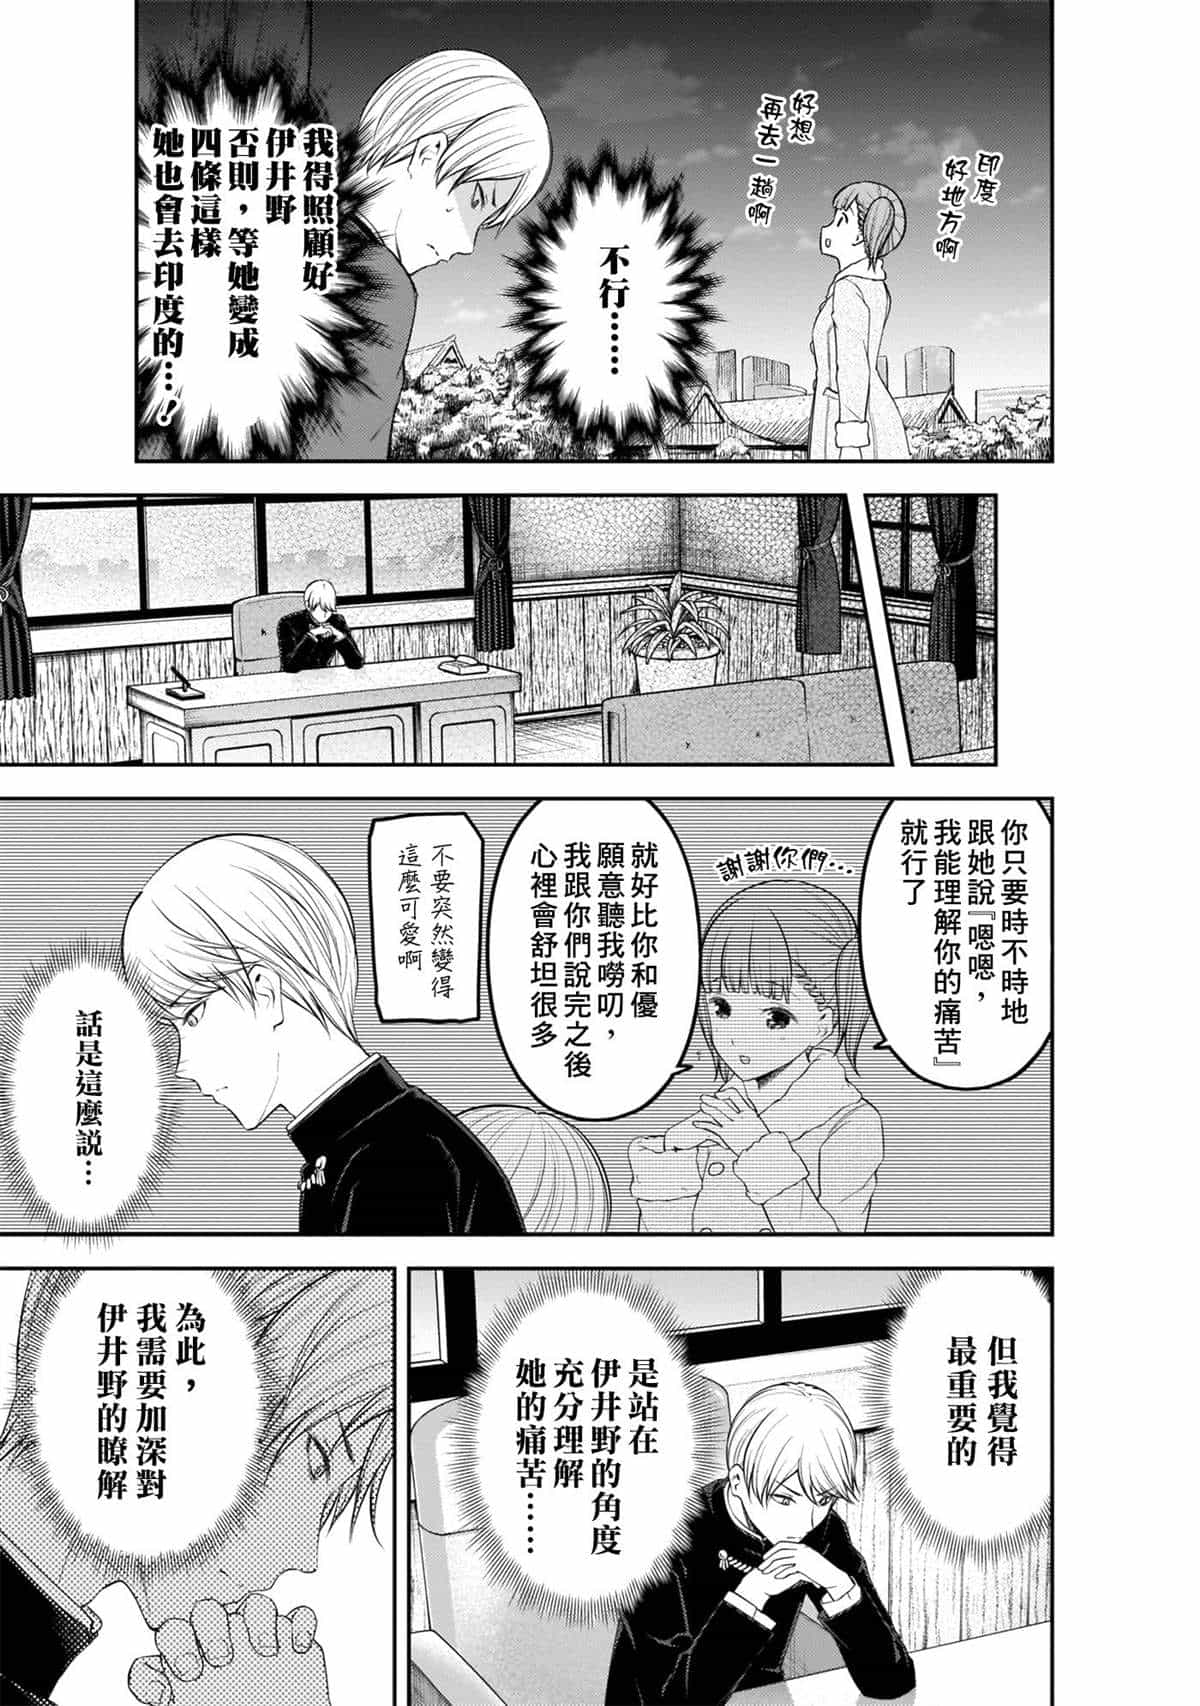 印度
好地方啊
好想
再去一趟啊
不行……
我得照顧好
伊井野
否則，等她變成
四條這樣
她也會去印度的…！
你只要時不時地
跟她說『嗯嗯，
我能理解你的痛苦』
就行了
謝謝你們…
就好比你和優
願意聽我嘮叨，
我跟你們說完之後
心裡會舒坦很多
不要突然變得
這麼可愛啊
話是這麼說…
但我覺得
最重要的
是站在
伊井野的角度
充分理解
她的痛苦……
為此，
我需要加深對
伊井野的瞭解